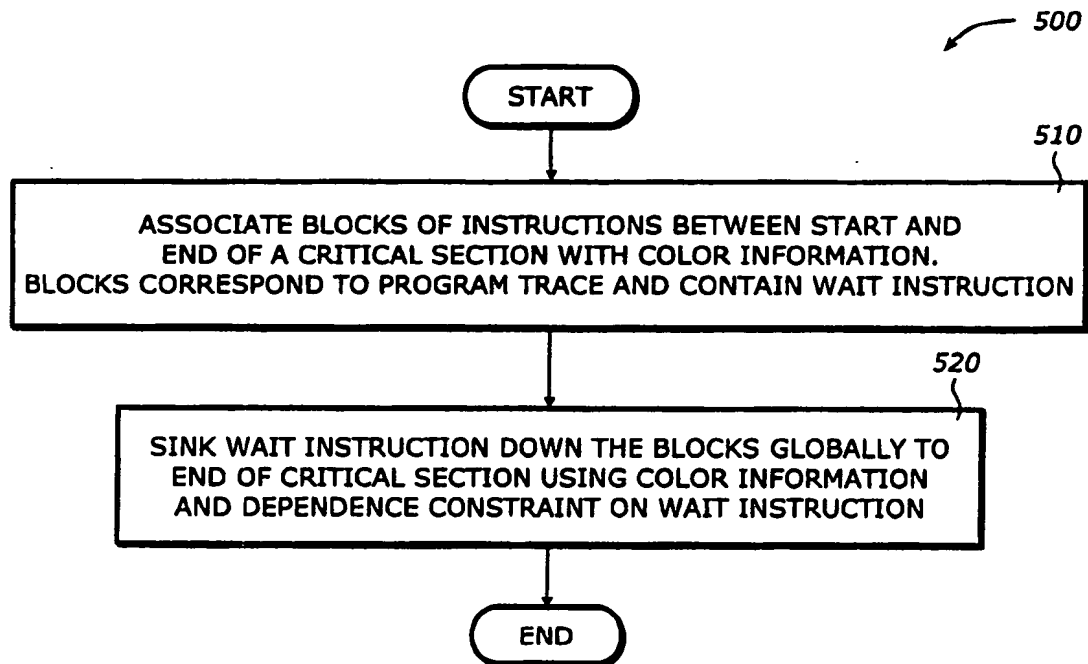 500
START
510
ASSOCIATE BLOCKS OF INSTRUCTIONS BETWEEN START AND
END OF A CRITICAL SECTION WITH COLOR INFORMATION.
BLOCKS CORRESPOND TO PROGRAM TRACE AND CONTAIN WAIT INSTRUCTION
520
SINK WAIT INSTRUCTION DOWN THE BLOCKS GLOBALLY TO
END OF CRITICAL SECTION USING COLOR INFORMATION
AND DEPENDENCE CONSTRAINT ON WAIT INSTRUCTION
END